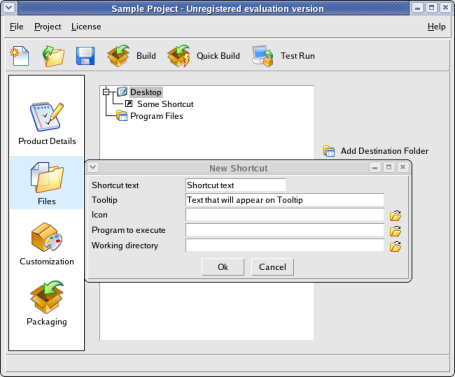 Sample Project - Unregistered evaluation version
File Project License Help
Build Quick Build Test Run
Desktop
Some Shortcut
Program Files
Product Details
Add Destination Folder
New Shortcut
Shortcut text Shortcut text
Tooltip Text that will appear on Tooltip
Icon
Files
Program to execute
Working directory
Customization
Ok Cancel
Packaging